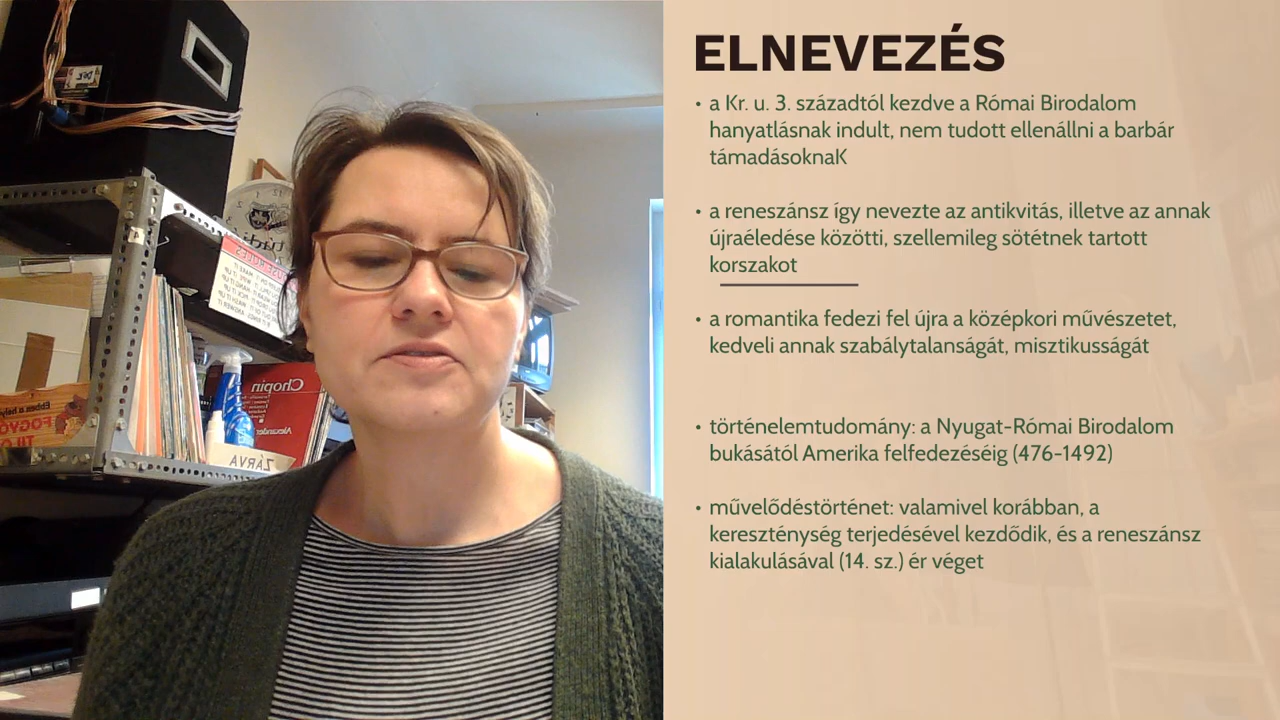 ELNEVEZÉS
• a Kr. u. 3. századtól kezdve a Római Birodalom
hanyatlásnak indult, nem tudott ellenállni a barbár
támadásoknaK
• a reneszánsz így nevezte az antikvitás, illetve az annak
újraéledése közötti, szellemileg sötétnek tartott
korszakot
• a romantika fedezi fel újra a középkori művészetet,
kedveli annak szabálytalanságát, misztikusságát
• történelemtudomány: a Nyugat-Római Birodalom
bukásától Amerika felfedezéséig (476-1492)
• művelődéstörténet: valamivel korábban, a
kereszténység terjedésével kezdődik, és a reneszánsz
kialakulásával (14. sz.) ér véget
Chopin
Alexander
ZÁRVA